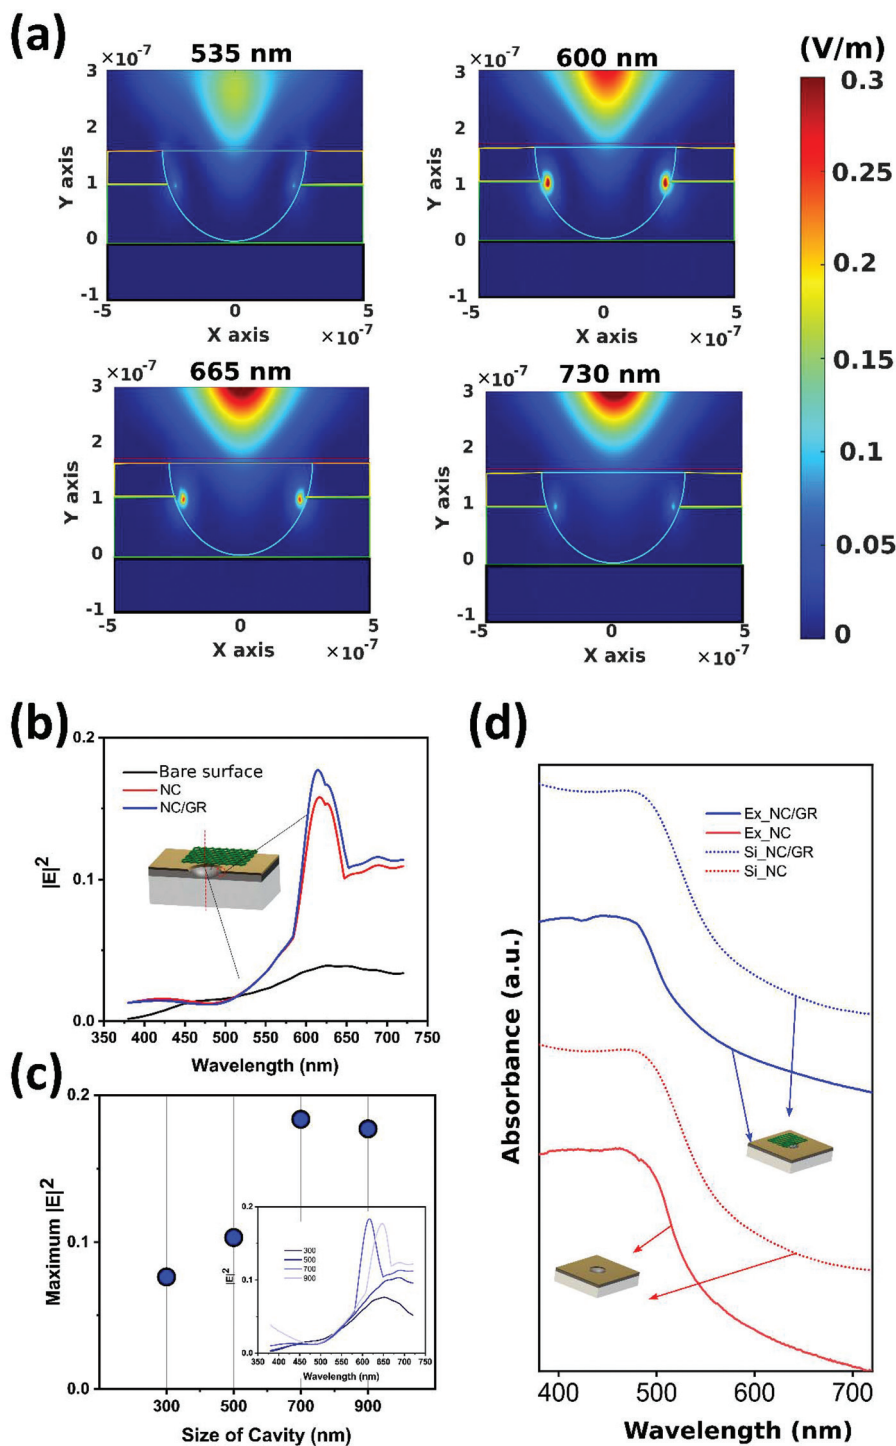 (a)
×10⁻⁷
535 nm
3
2
1
0
-1
Y axis
-5
0
5
X axis
×10⁻⁷
×10⁻⁷
600 nm
3
2
1
0
-1
Y axis
-5
0
5
X axis
×10⁻⁷
(V/m)
0.3
0.25
0.2
0.15
0.1
0.05
0
×10⁻⁷
665 nm
3
2
1
0
-1
Y axis
-5
0
5
X axis
×10⁻⁷
×10⁻⁷
730 nm
3
2
1
0
-1
Y axis
-5
0
5
X axis
×10⁻⁷
(b)
0.2
0.1
0.0
|E|²
Bare surface
NC
NC/GR
350 400 450 500 550 600 650 700 750
Wavelength (nm)
(c)
0.2
0.1
0.0
Maximum |E|²
300 500 700 900
Size of Cavity (nm)
0.2
0.1
0.0
|E|²
300
500
700
900
350 400 450 500 550 600 650 700 750
Wavelength (nm)
(d)
Absorbance (a.u.)
Ex_NC/GR
Ex_NC
Si_NC/GR
Si_NC
400 500 600 700
Wavelength (nm)